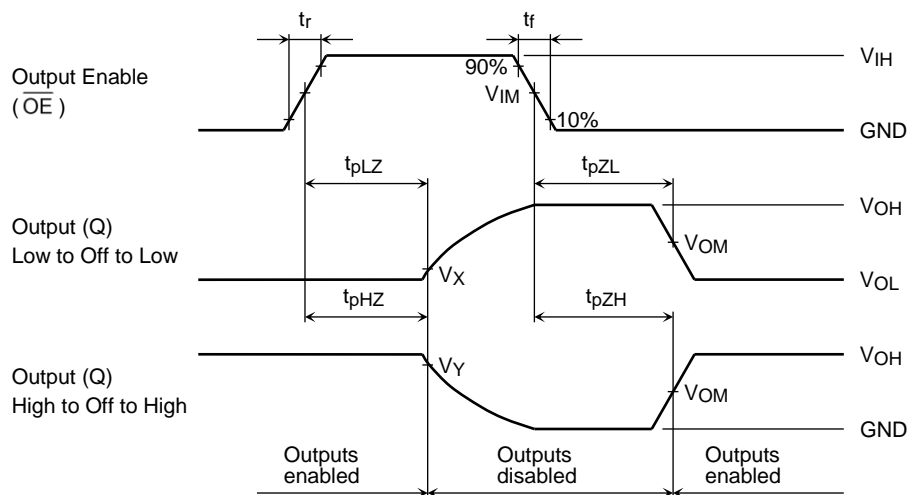 tr
tf
VIH
90%
Output Enable
(OE)
VIM
10%
GND
tpLZ
tpZL
VOH
Output (Q)
Low to Off to Low
VOM
VX
VOL
tpHZ
tpZH
VOH
VY
Output (Q)
High to Off to High
VOM
GND
Outputs enabled
Outputs disabled
Outputs enabled